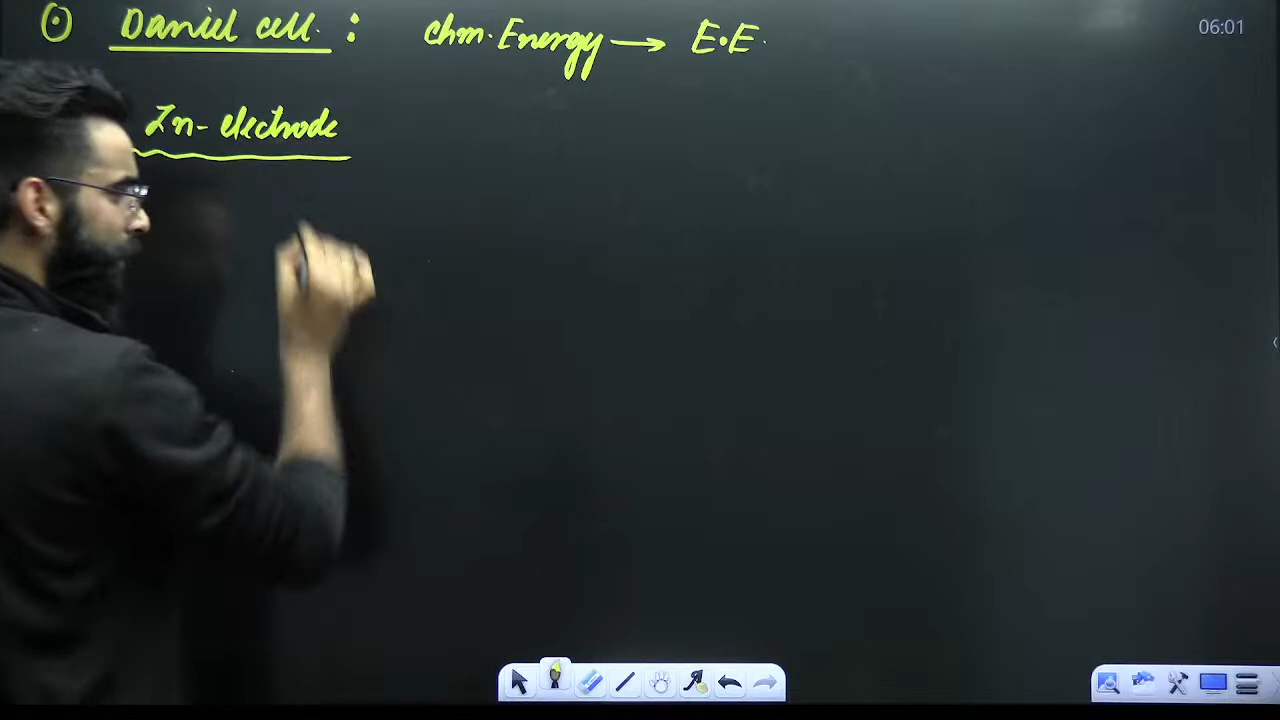 Daniel cell : chm. Energy → E.E. 06:01
Zn- electrode